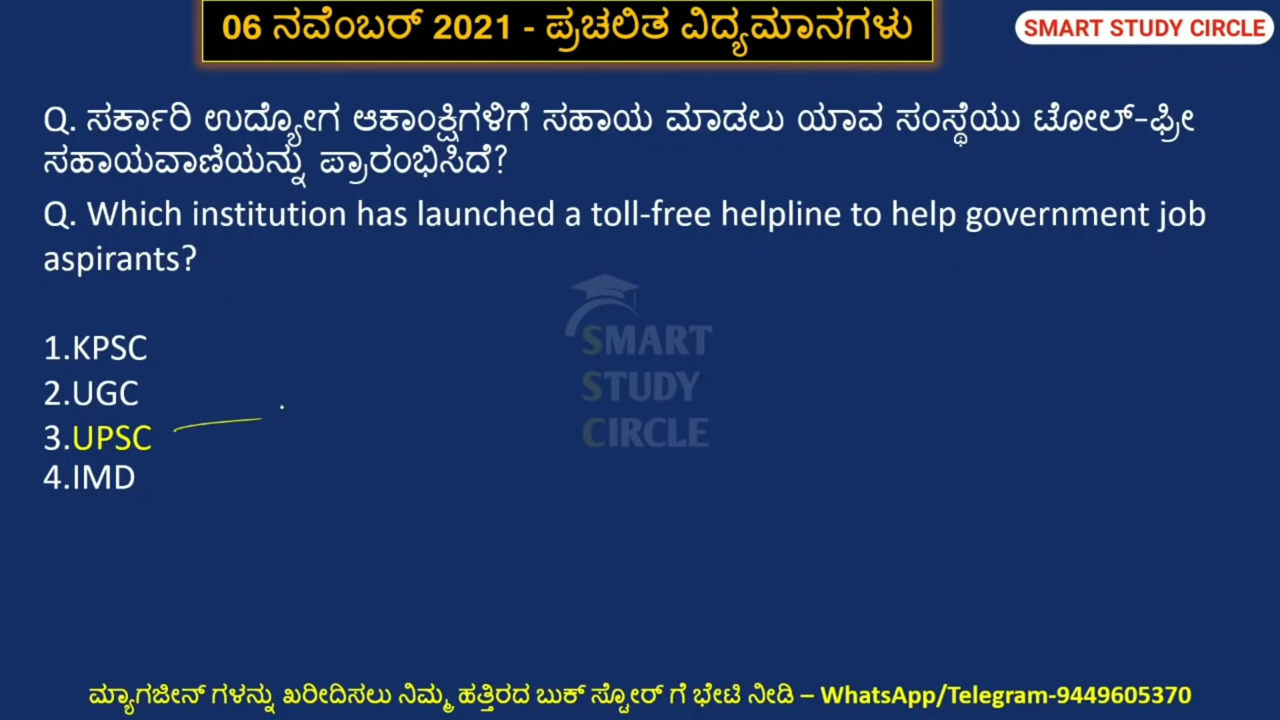 06 ನವೆಂಬರ್ 2021 - ಪ್ರಚಲಿತ ವಿದ್ಯಮಾನಗಳು
SMART STUDY CIRCLE
Q. ಸರ್ಕಾರಿ ಉದ್ಯೋಗ ಆಕಾಂಕ್ಷಿಗಳಿಗೆ ಸಹಾಯ ಮಾಡಲು ಯಾವ ಸಂಸ್ಥೆಯು ಟೋಲ್-ಫ್ರೀ
ಸಹಾಯವಾಣಿಯನ್ನು ಪ್ರಾರಂಭಿಸಿದೆ?
Q. Which institution has launched a toll-free helpline to help government job
aspirants?
1.KPSC
2.UGC
3.UPSC
4.IMD
SMART
STUDY
CIRCLE
ಮ್ಯಾಗಜೀನ್ ಗಳನ್ನು ಖರೀದಿಸಲು ನಿಮ್ಮ ಹತ್ತಿರದ ಬುಕ್ ಸ್ಟೋರ್ ಗೆ ಭೇಟಿ ನೀಡಿ – WhatsApp/Telegram-9449605370